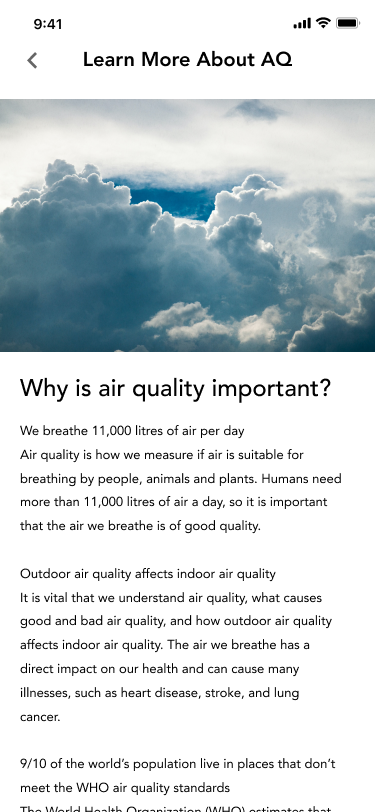 9:41
Learn More About AQ
Why is air quality important?
We breathe 11,000 litres of air per day
Air quality is how we measure if air is suitable for
breathing by people, animals and plants. Humans need
more than 11,000 litres of air a day, so it is important
that the air we breathe is of good quality.
Outdoor air quality affects indoor air quality
It is vital that we understand air quality, what causes
good and bad air quality, and how outdoor air quality
affects indoor air quality. The air we breathe has a
direct impact on our health and can cause many
illnesses, such as heart disease, stroke, and lung
cancer.
9/10 of the world’s population live in places that don’t
meet the WHO air quality standards
The World Health Organization (WHO) estimates that